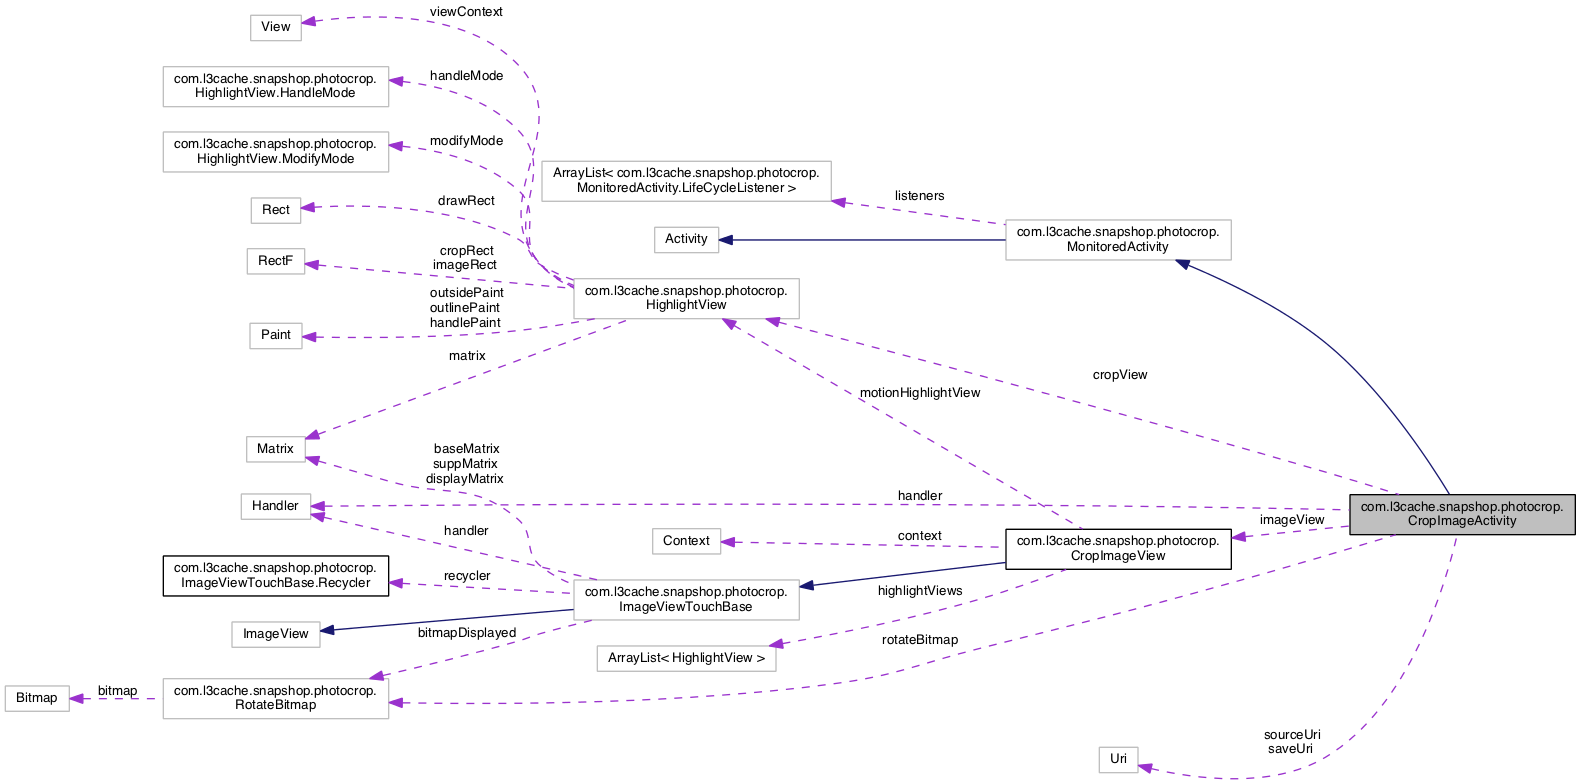 viewContext
View
com.l3cache.snapshop.photocrop.
HighlightView.HandleMode
handleMode
com.l3cache.snapshop.photocrop.
HighlightView.ModifyMode
modifyMode
ArrayList< com.l3cache.snapshop.photocrop.
MonitoredActivity.LifeCycleListener >
listeners
Rect
drawRect
Activity
com.l3cache.snapshop.photocrop.
MonitoredActivity
RectF
cropRect
imageRect
com.l3cache.snapshop.photocrop.
HighlightView
outsidePaint
outlinePaint
handlePaint
Paint
matrix
cropView
motionHighlightView
Matrix
baseMatrix
suppMatrix
displayMatrix
Handler
handler
com.l3cache.snapshop.photocrop.
CropImageActivity
imageView
handler
Context
context
com.l3cache.snapshop.photocrop.
CropImageView
com.l3cache.snapshop.photocrop.
ImageViewTouchBase.Recycler
recycler
com.l3cache.snapshop.photocrop.
ImageViewTouchBase
highlightViews
ImageView
bitmapDisplayed
rotateBitmap
ArrayList< HighlightView >
Bitmap
bitmap
com.l3cache.snapshop.photocrop.
RotateBitmap
sourceUri
saveUri
Uri